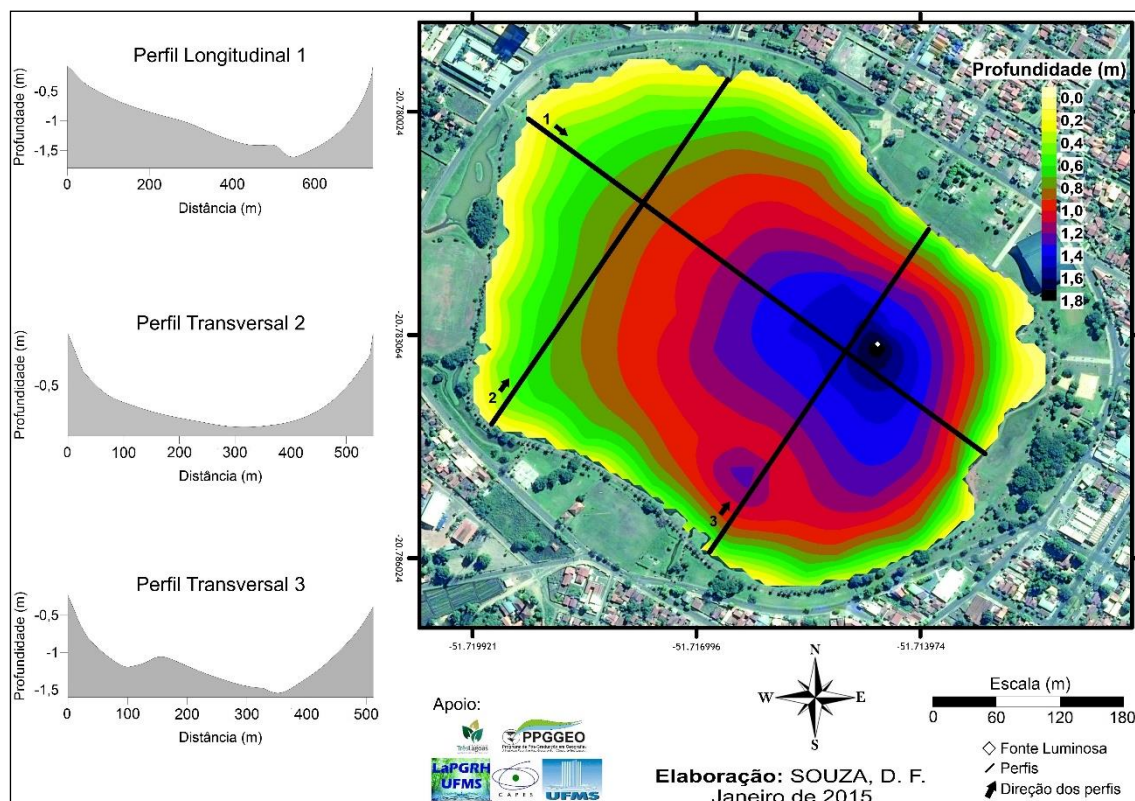 Perfil Longitudinal 1
Profundidade (m)
-0,5
-1
-1,5
0 200 400 600
Distância (m)
Perfil Transversal 2
Profundidade (m)
-0,5
0 100 200 300 400 500
Distância (m)
Perfil Transversal 3
Profundidade (m)
-0,5
-1
-1,5
0 100 200 300 400 500
Distância (m)
Profundidade (m)
0,0
0,2
0,4
0,6
0,8
1,0
1,2
1,4
1,6
1,8
1
2
3
-20.780024
-20.783064
-20.786024
-51.719921 -51.716996 -51.713974
Apoio:
TrêsLagoas
PPGGEO
LaPGRH
UFMS
CAPES
UFMS
N
W E
S
Elaboração: SOUZA, D. F.
Janeiro de 2015
Escala (m)
0 60 120 180
Fonte Luminosa
Perfis
Direção dos perfis